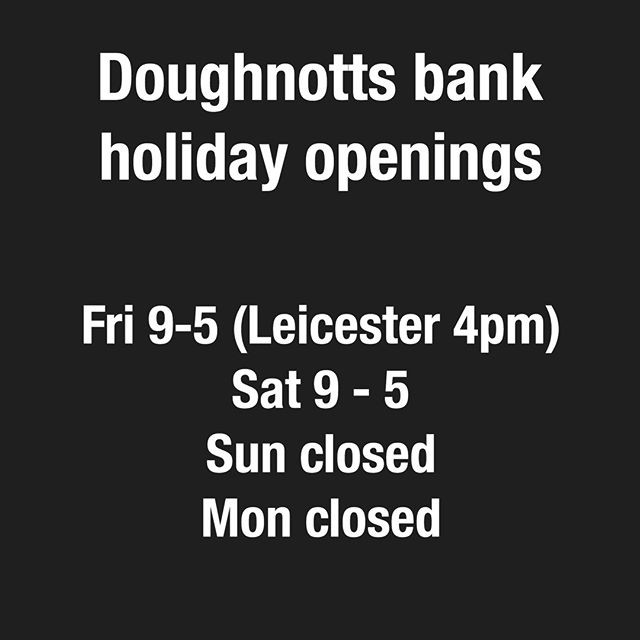 Doughnotts bank
holiday openings
Fri 9-5 (Leicester 4pm)
Sat 9 - 5
Sun closed
Mon closed